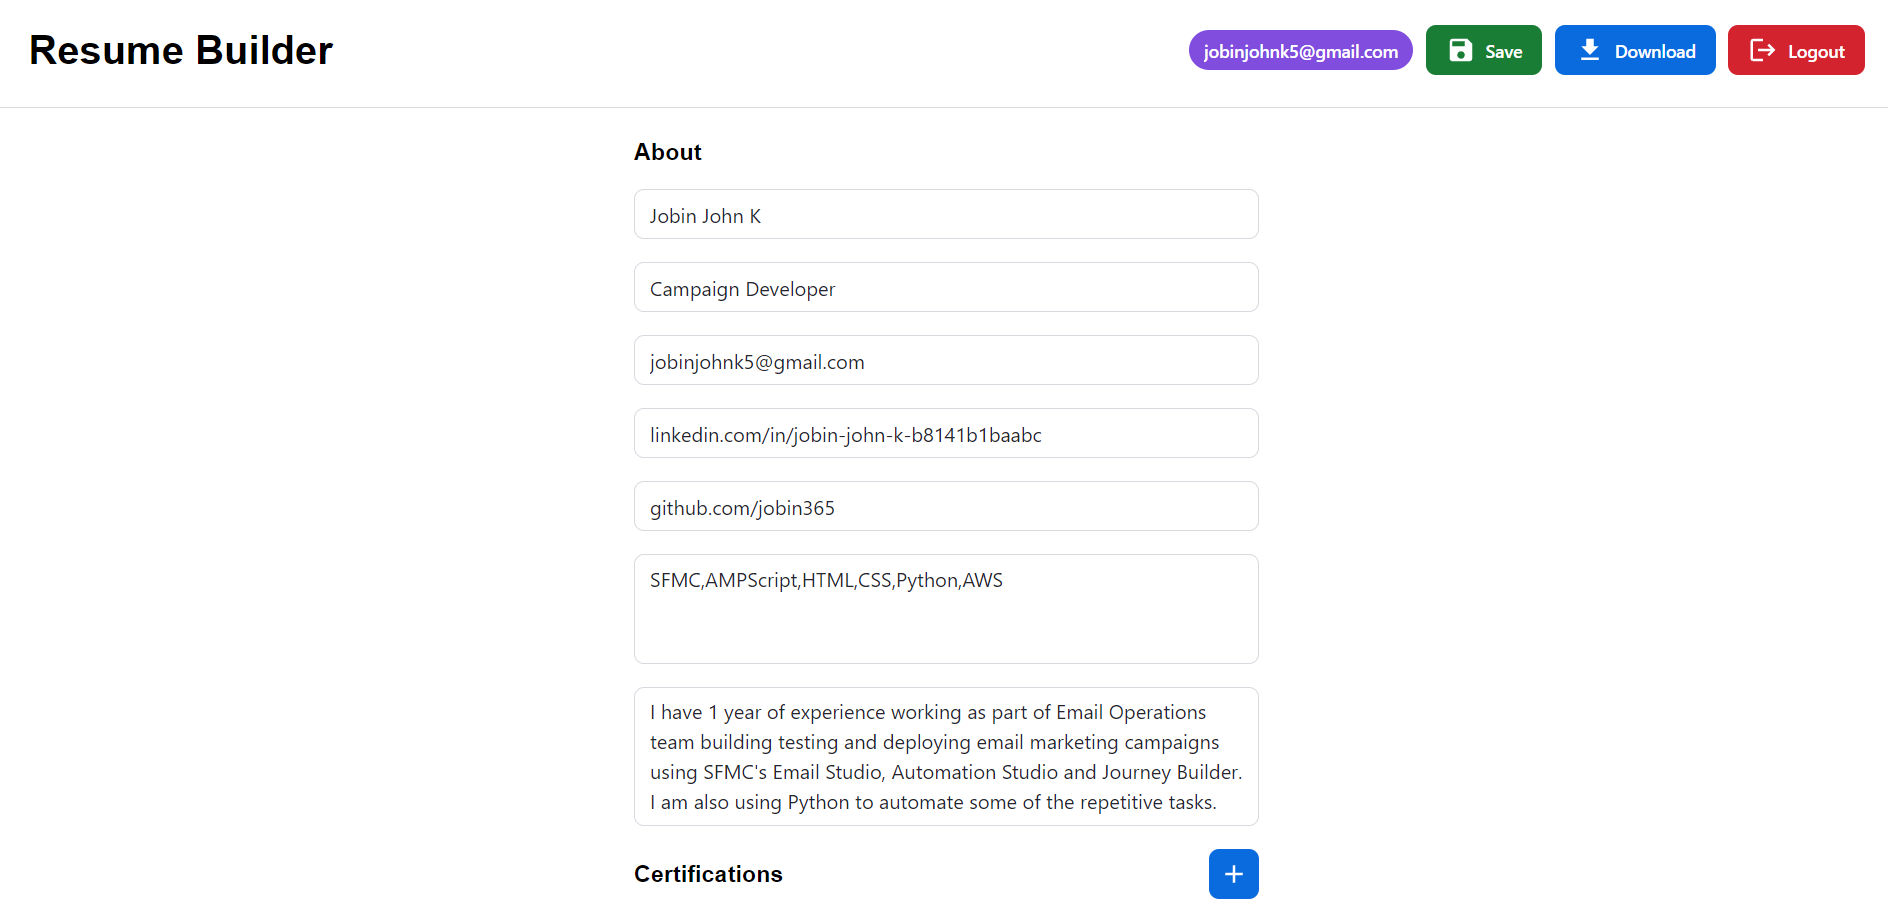 Resume Builder
jobinjohnk5@gmail.com
Save
Download
Logout
About
Jobin John K
Campaign Developer
jobinjohnk5@gmail.com
linkedin.com/in/jobin-john-k-b8141b1baabc
github.com/jobin365
SFMC,AMPScript,HTML,CSS,Python,AWS
I have 1 year of experience working as part of Email Operations
team building testing and deploying email marketing campaigns
using SFMC's Email Studio, Automation Studio and Journey Builder.
I am also using Python to automate some of the repetitive tasks.
Certifications